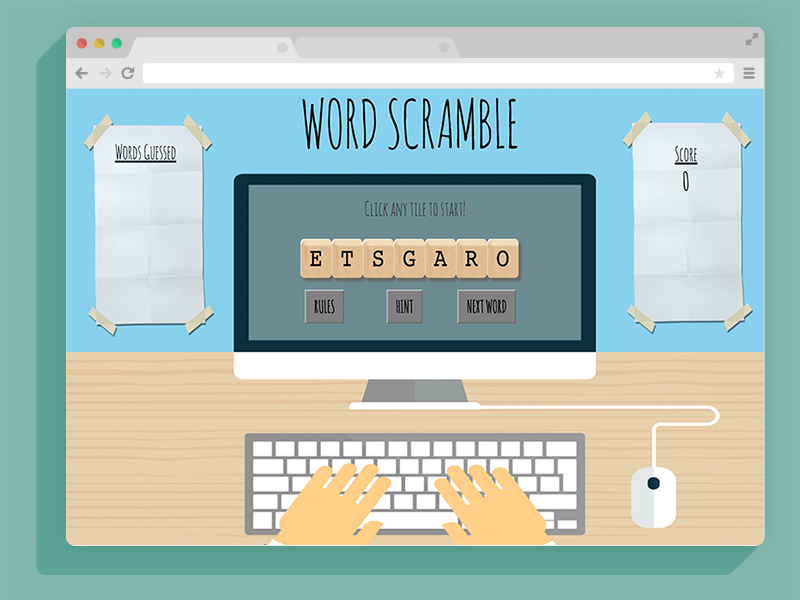 WORD SCRAMBLE
WORDS GUESSED
SCORE
0
CLICK ANY TILE TO START!
E T S G A R O
RULES
HINT
NEXT WORD